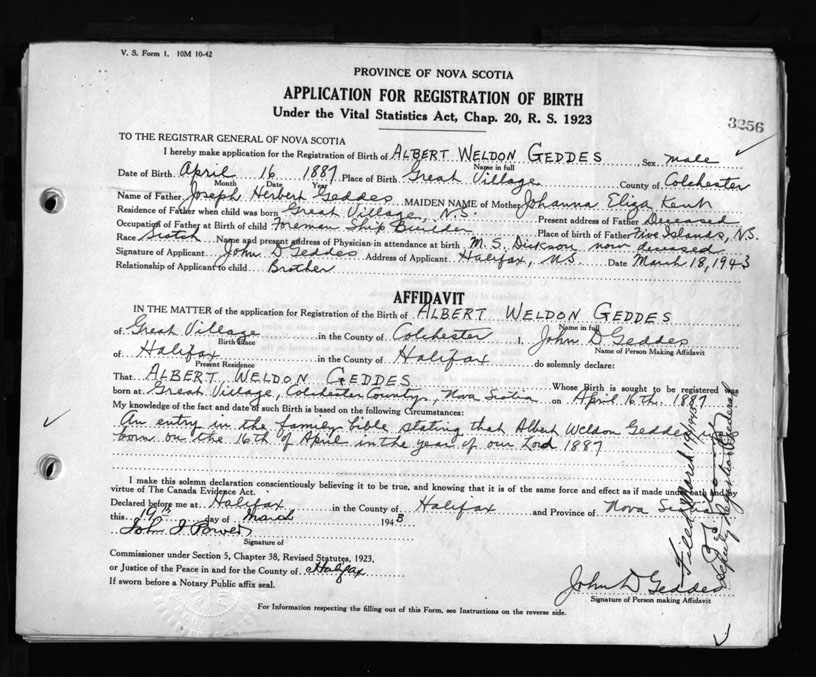 V. S. Form 1. 10M 10-42
PROVINCE OF NOVA SCOTIA
APPLICATION FOR REGISTRATION OF BIRTH
Under the Vital Statistics Act, Chap. 20, R. S. 1923
3256
TO THE REGISTRAR GENERAL OF NOVA SCOTIA
I hereby make application for the Registration of Birth of ALBERT WELDON GEDDES Sex male
Name in full
Date of Birth April 16 1887 Place of Birth Great Village County of Colchester
Month Date Year
Name of Father Joseph Herbert Geddes MAIDEN NAME of Mother Johanna Eliza Kent
Residence of Father when child was born Great Village, N.S. Present address of Father Deceased
Occupation of Father at Birth of child Foreman Ship Builder Place of birth of Father Five Islands, N.S.
Race Scotch Name and present address of Physician-in attendance at birth M. S. Dickson now deceased
Signature of Applicant John D Geddes Address of Applicant Halifax, NS Date March 18, 1943
Relationship of Applicant to child Brother
AFFIDAVIT
IN THE MATTER of the application for Registration of the Birth of ALBERT WELDON GEDDES
Name in full
of Great Village in the County of Colchester I, John D Geddes
Birth Place Name of Person Making Affidavit
of Halifax in the County of Halifax do solemnly declare:
Present Residence
That ALBERT WELDON GEDDES Whose Birth is sought to be registered was
born at Great Village, Colchester County, Nova Scotia on April 16th. 1887
My knowledge of the fact and date of such Birth is based on the following Circumstances:
An entry in the family bible stating that Albert Weldon Geddes was
born on the 16th of April in the year of our Lord 1887
I make this solemn declaration conscientiously believing it to be true, and knowing that it is of the same force and effect as if made under oath and by
virtue of The Canada Evidence Act.
Declared before me at Halifax in the County of Halifax and Province of Nova Scotia
this 19th day of March 1943
John J. Power
Signature of
Commissioner under Section 5, Chapter 38, Revised Statutes, 1923,
or Justice of the Peace in and for the County of Halifax
If sworn before a Notary Public affix seal.
John D Geddes
Signature of Person making Affidavit
For Information respecting the filling out of this Form, see Instructions on the reverse side.
Filed March
Deputy Registrar General